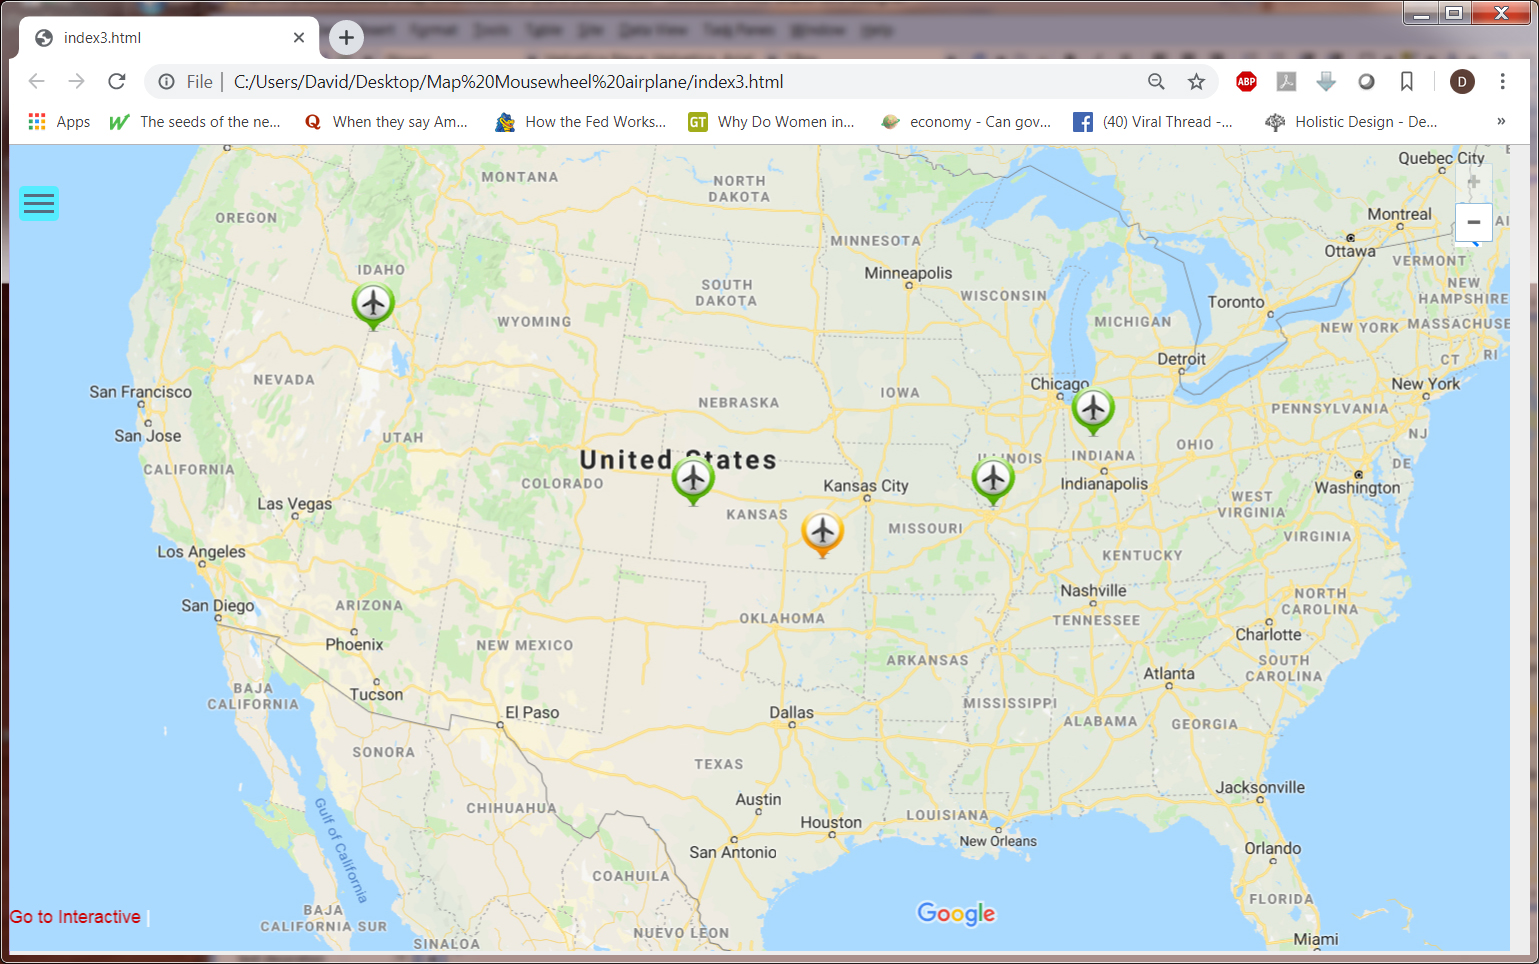 index3.html
File
C:/Users/David/Desktop/Map%20Mousewheel%20airplane/index3.html
ABP
D
Apps
The seeds of the ne...
When they say Am...
How the Fed Works...
GT
Why Do Women in...
economy - Can gov...
(40) Viral Thread -...
Holistic Design - De...
»
Quebec City
MONTANA
NORTH
DAKOTA
OREGON
Montreal
MINNESOTA
Ottawa
VERMONT
IDAHO
Minneapolis
SOUTH
DAKOTA
WISCONSIN
NEW
HAMPSHIRE
Toronto
WYOMING
MICHIGAN
NEW YORK
MASSACHUSE
Detroit
CT
RI
NEVADA
Chicago
New York
San Francisco
IOWA
NEBRASKA
PENNSYLVANIA
San Jose
UTAH
NJ
OHIO
United States
INDIANA
ILLINOIS
DE
CALIFORNIA
COLORADO
Kansas City
Indianapolis
Washington
Las Vegas
WEST
VIRGINIA
KANSAS
MISSOURI
VIRGINIA
Los Angeles
KENTUCKY
Nashville
San Diego
ARIZONA
NORTH
CAROLINA
OKLAHOMA
TENNESSEE
Charlotte
Phoenix
NEW MEXICO
ARKANSAS
SOUTH
CAROLINA
Atlanta
Tucson
BAJA
CALIFORNIA
El Paso
Dallas
MISSISSIPPI
ALABAMA
GEORGIA
SONORA
TEXAS
Jacksonville
Austin
CHIHUAHUA
LOUISIANA
Houston
New Orleans
San Antonio
Orlando
Gulf of California
COAHUILA
FLORIDA
Go to Interactive
BAJA
CALIFORNIA SUR
Google
NUEVO LEON
SINALOA
Miami